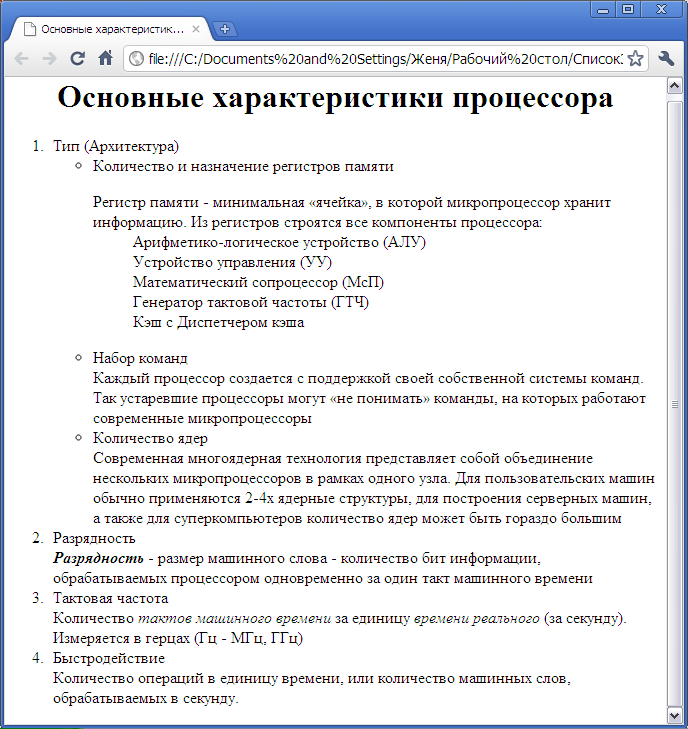 Основные характеристик...
file:///C:/Documents%20and%20Settings/Женя/Рабочий%20стол/Список
Основные характеристики процессора
1. Тип (Архитектура)
Количество и назначение регистров памяти
Регистр памяти - минимальная «ячейка», в которой микропроцессор хранит
информацию. Из регистров строятся все компоненты процессора:
Арифметико-логическое устройство (АЛУ)
Устройство управления (УУ)
Математический сопроцессор (МсП)
Генератор тактовой частоты (ГТЧ)
Кэш с Диспетчером кэша
Набор команд
Каждый процессор создается с поддержкой своей собственной системы команд.
Так устаревшие процессоры могут «не понимать» команды, на которых работают
современные микропроцессоры
Количество ядер
Современная многоядерная технология представляет собой объединение
нескольких микропроцессоров в рамках одного узла. Для пользовательских машин
обычно применяются 2-4х ядерные структуры, для построения серверных машин,
а также для суперкомпьютеров количество ядер может быть гораздо большим
2. Разрядность
Разрядность - размер машинного слова - количество бит информации,
обрабатываемых процессором одновременно за один такт машинного времени
3. Тактовая частота
Количество тактов машинного времени за единицу времени реального (за секунду).
Измеряется в герцах (Гц - МГц, ГГц)
4. Быстродействие
Количество операций в единицу времени, или количество машинных слов,
обрабатываемых в секунду.